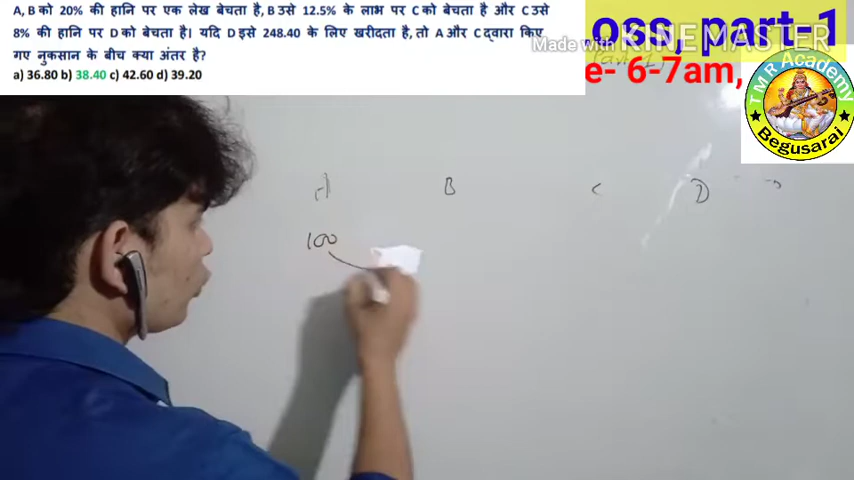 A, B को 20% की हानि पर एक लेख बेचता है, B उसे 12.5% के लाभ पर C को बेचता है और C उसे
8% की हानि पर D को बेचता है। यदि D इसे 248.40 के लिए खरीदता है, तो A और C द्वारा किए
गए नुकसान के बीच क्या अंतर है?
a) 36.80 b) 38.40 c) 42.60 d) 39.20
oss, part-1
Made with KINEMASTER
e- 6-7am,
TMR Academy
Begusarai
A B C D
100